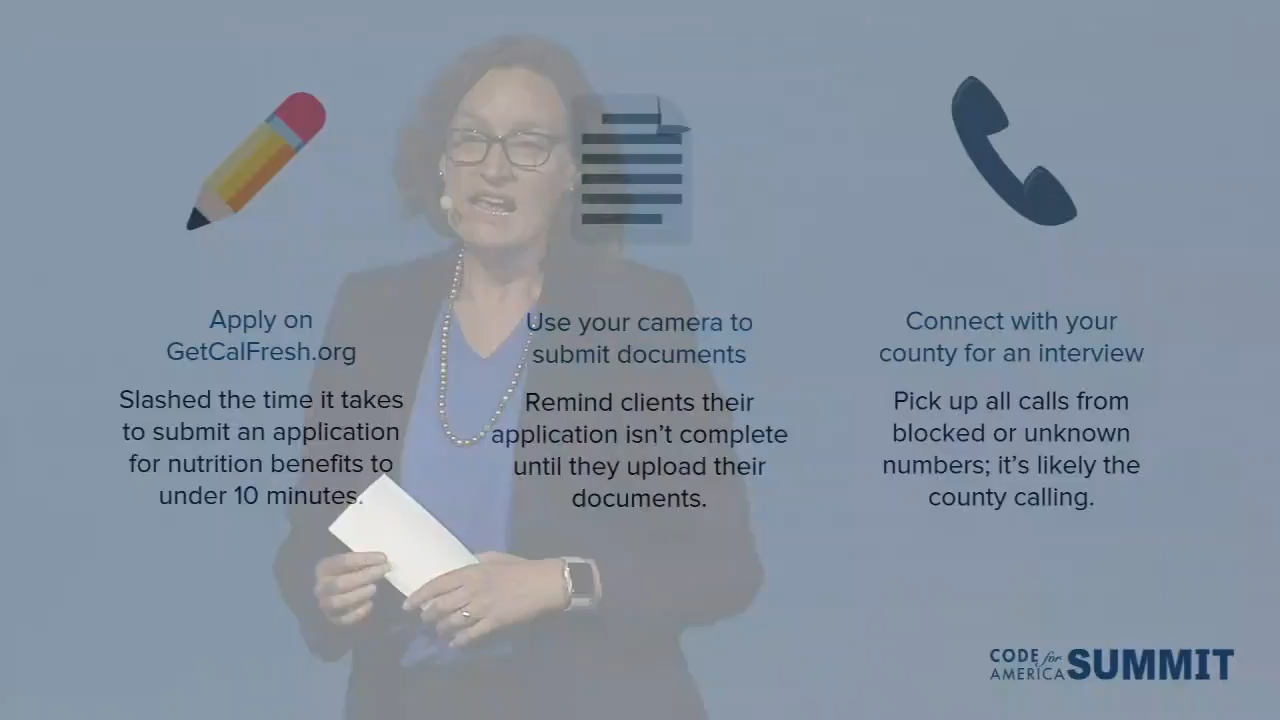 Apply on
GetCalFresh.org
Slashed the time it takes
to submit an application
for nutrition benefits to
under 10 minutes.
Use your camera to
submit documents
Remind clients their
application isn’t complete
until they upload their
documents.
Connect with your
county for an interview
Pick up all calls from
blocked or unknown
numbers; it’s likely the
county calling.
CODE for
AMERICA SUMMIT